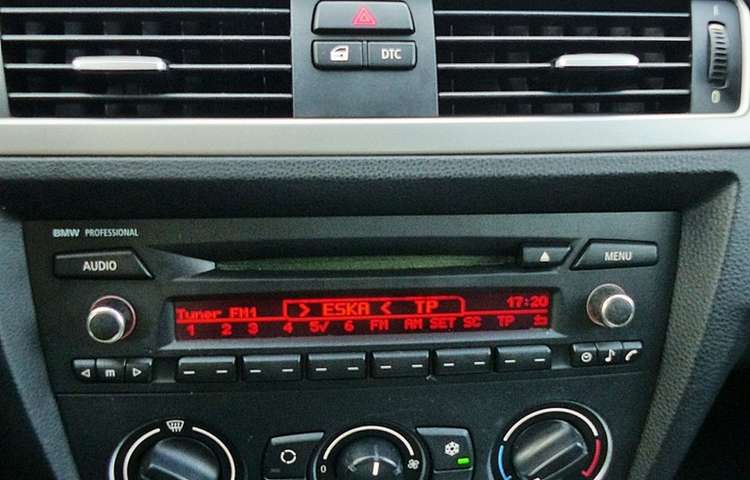 DTC
BMW PROFESSIONAL
AUDIO
MENU
Tuner FM1 > ESKA < TP 17:20
1 2 3 4 5√ 6 FM AM SET SC TP
m
0